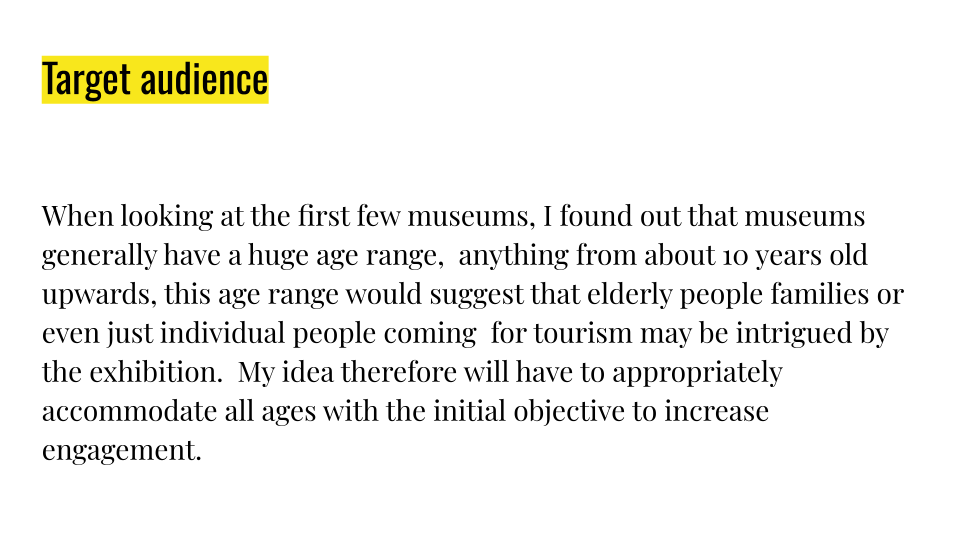 Target audience
When looking at the first few museums, I found out that museums
generally have a huge age range,  anything from about 10 years old
upwards, this age range would suggest that elderly people families or
even just individual people coming  for tourism may be intrigued by
the exhibition.  My idea therefore will have to appropriately
accommodate all ages with the initial objective to increase
engagement.